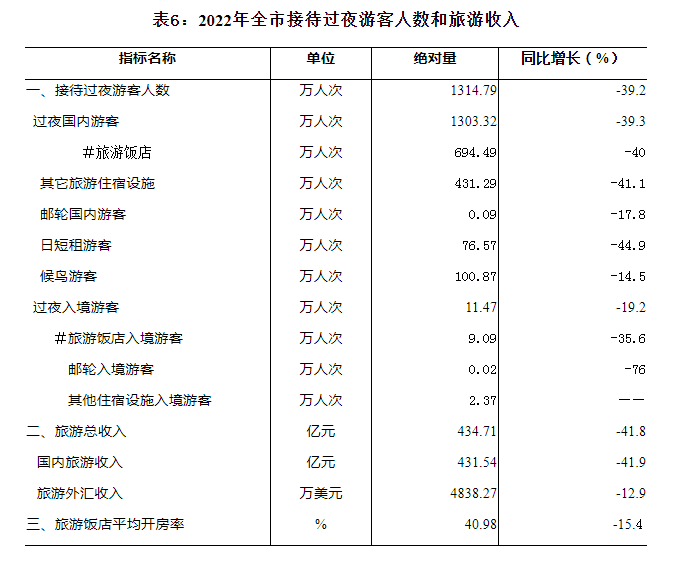 表6：2022年全市接待过夜游客人数和旅游收入
指标名称 单位 绝对量 同比增长（%）
一、接待过夜游客人数 万人次 1314.79 -39.2
过夜国内游客 万人次 1303.32 -39.3
＃旅游饭店 万人次 694.49 -40
其它旅游住宿设施 万人次 431.29 -41.1
邮轮国内游客 万人次 0.09 -17.8
日短租游客 万人次 76.57 -44.9
候鸟游客 万人次 100.87 -14.5
过夜入境游客 万人次 11.47 -19.2
＃旅游饭店入境游客 万人次 9.09 -35.6
邮轮入境游客 万人次 0.02 -76
其他住宿设施入境游客 万人次 2.37 ——
二、旅游总收入 亿元 434.71 -41.8
国内旅游收入 亿元 431.54 -41.9
旅游外汇收入 万美元 4838.27 -12.9
三、旅游饭店平均开房率 % 40.98 -15.4